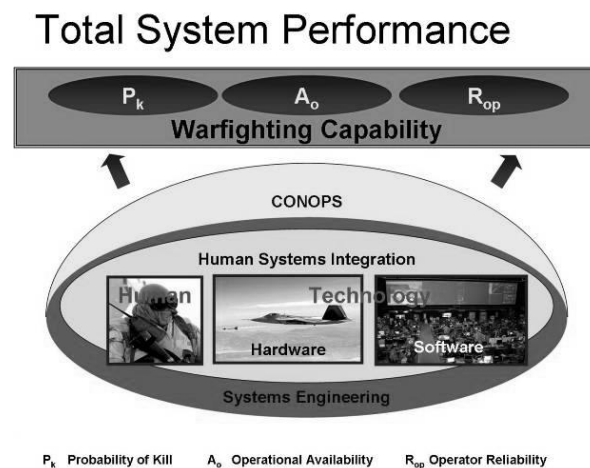 Total System Performance
Pk Ao Rop
Warfighting Capability
CONOPS
Human Systems Integration
Human Technology
Hardware Software
Systems Engineering
Pk Probability of Kill Ao Operational Availability Rop Operator Reliability